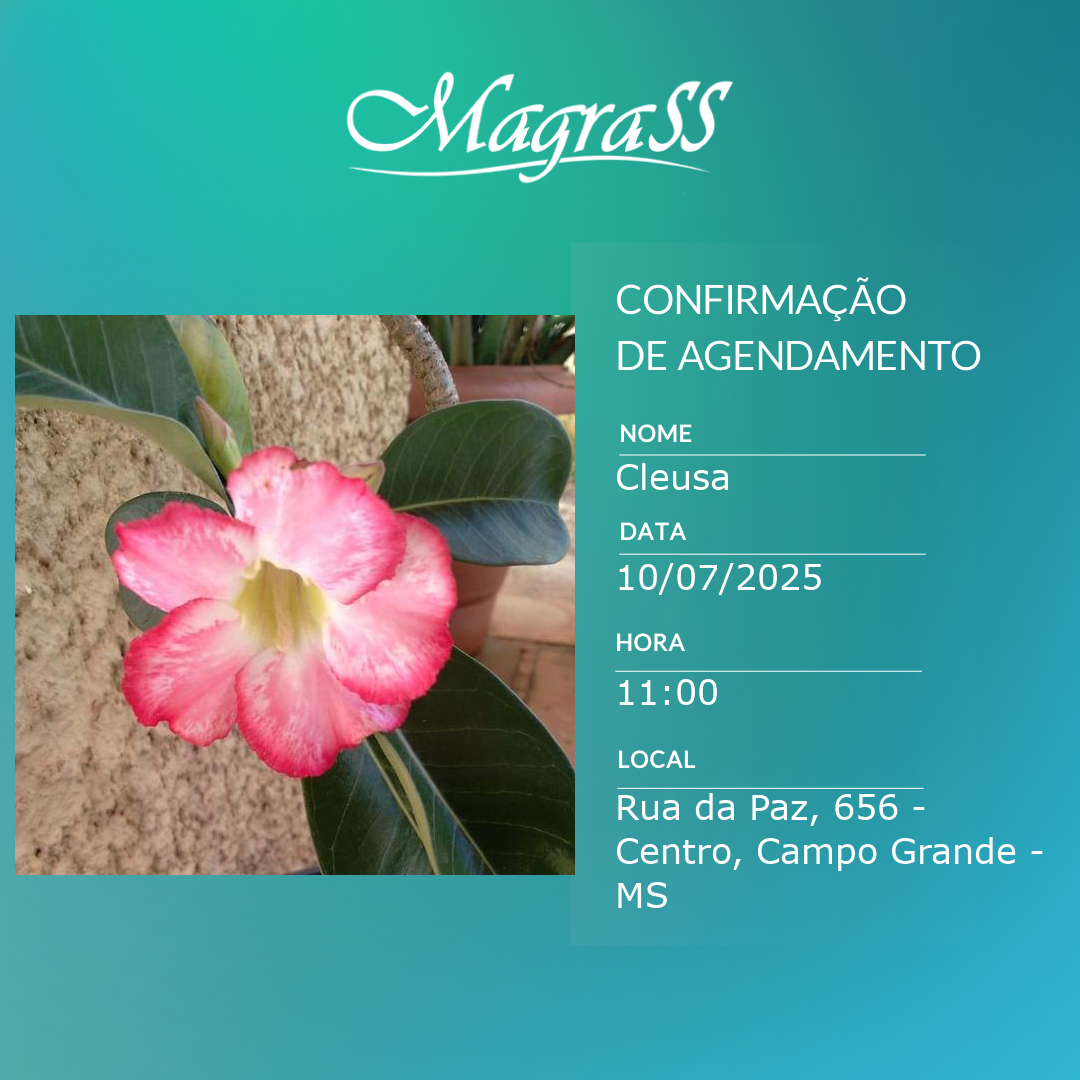 MagraSS
CONFIRMAÇÃO
DE AGENDAMENTO
NOME
Cleusa
DATA
10/07/2025
HORA
11:00
LOCAL
Rua da Paz, 656 -
Centro, Campo Grande -
MS